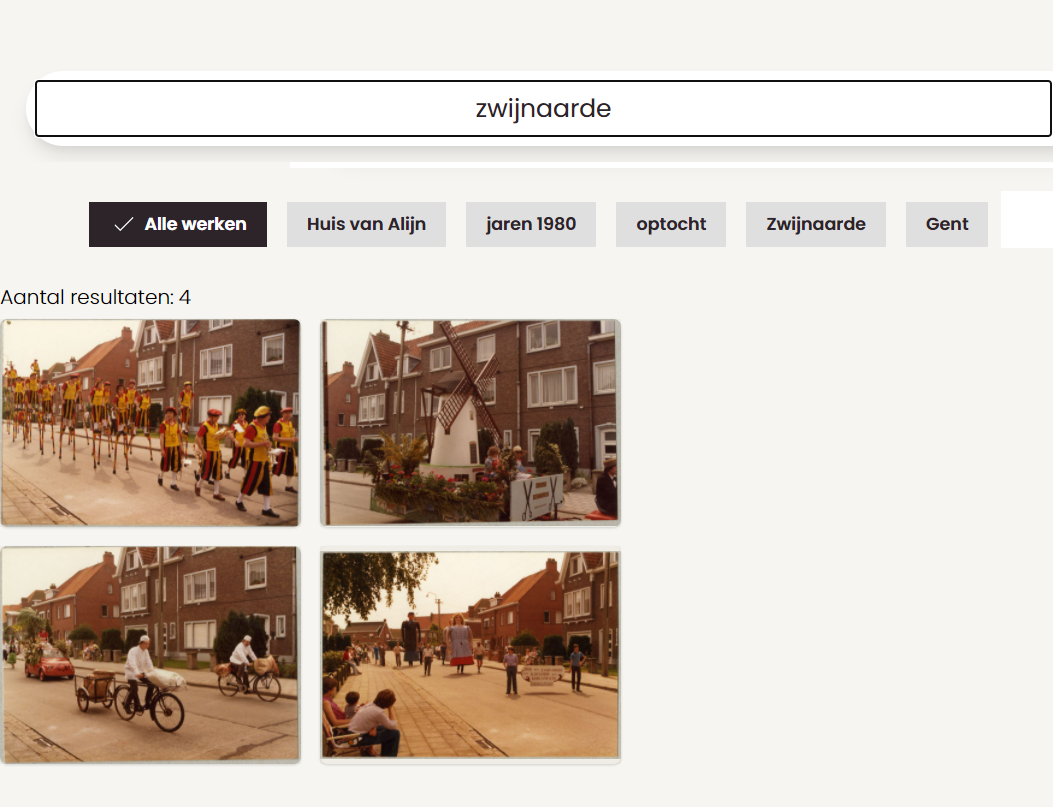 zwijnaarde
Alle werken
Huis van Alijn
jaren 1980
optocht
Zwijnaarde
Gent
Aantal resultaten: 4